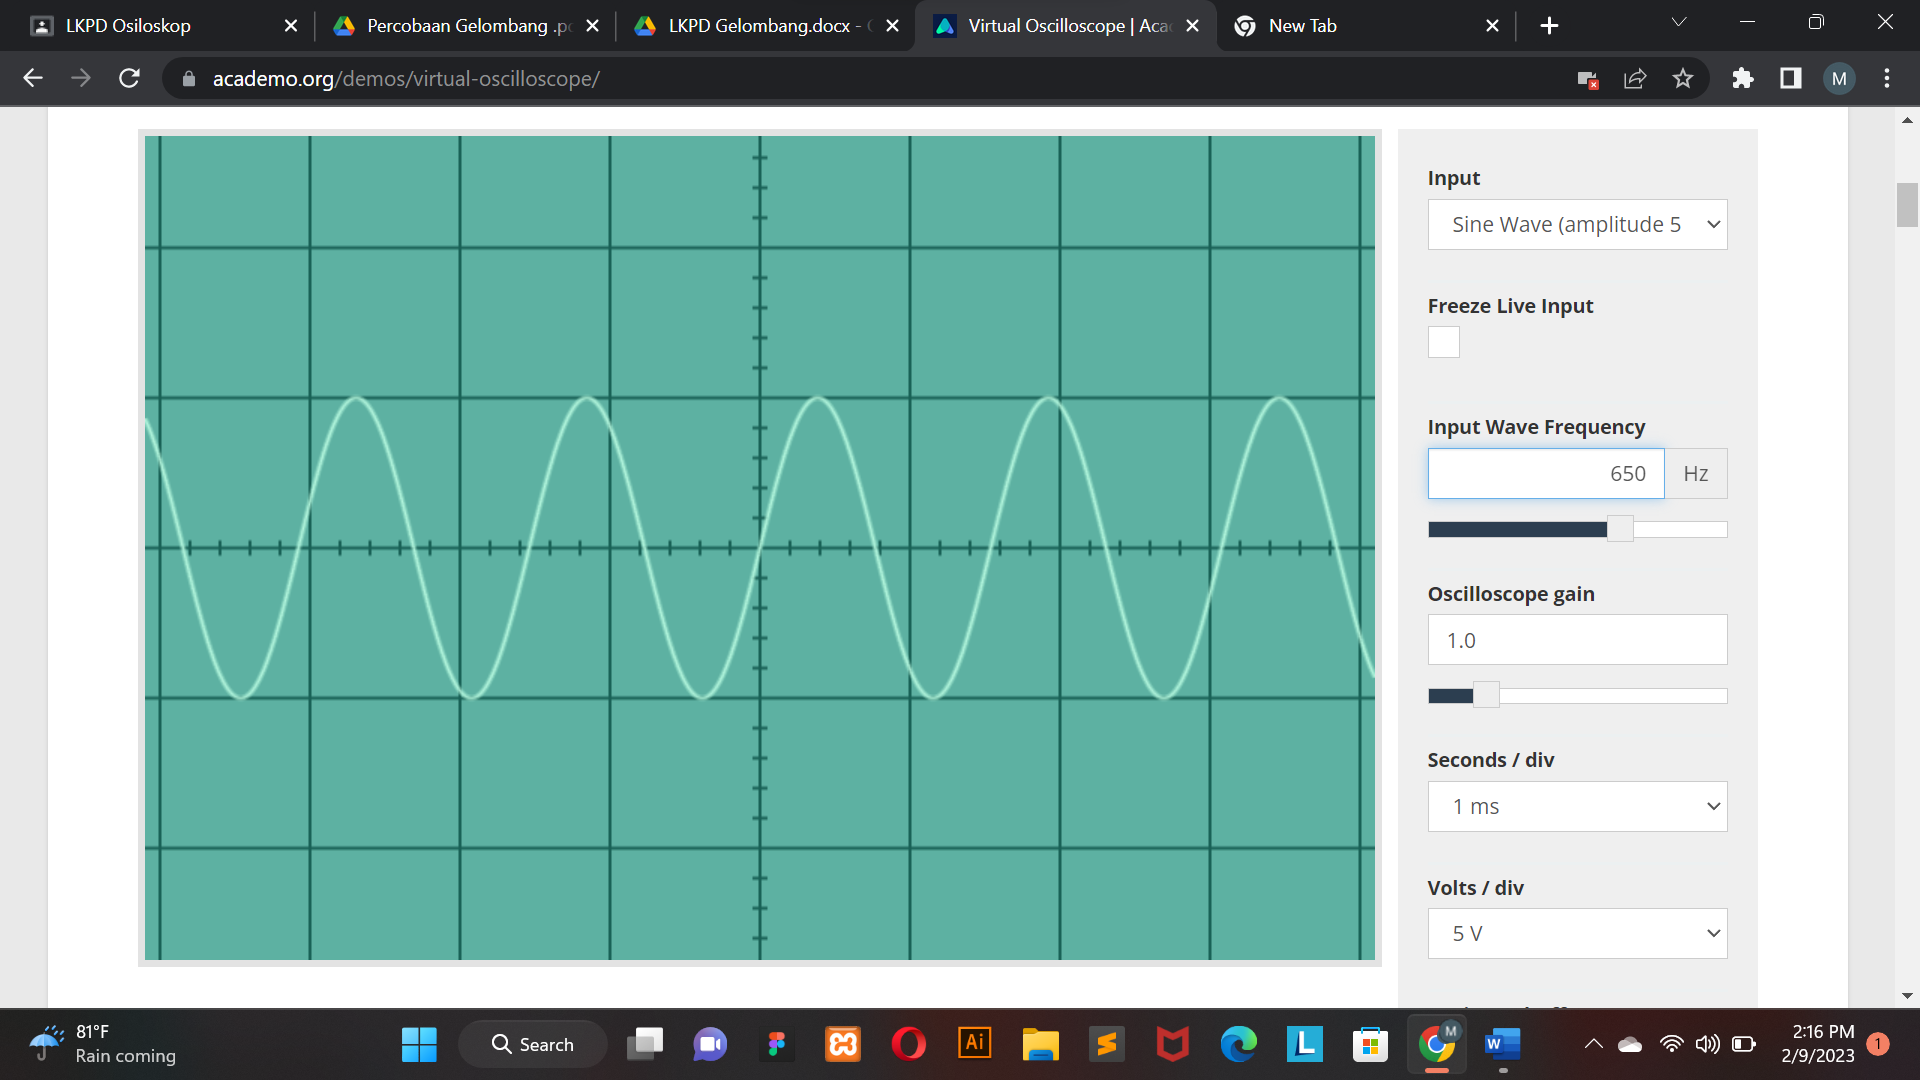 LKPD Osiloskop
Percobaan Gelombang .p
LKPD Gelombang.docx -
Virtual Oscilloscope | Aca
New Tab
academo.org/demos/virtual-oscilloscope/
M
Input
Sine Wave (amplitude 5
Freeze Live Input
Input Wave Frequency
650 Hz
Oscilloscope gain
1.0
Seconds / div
1 ms
Volts / div
5 V
81°F
Rain coming
Search
Ai
L
M
W
2:16 PM
2/9/2023
1